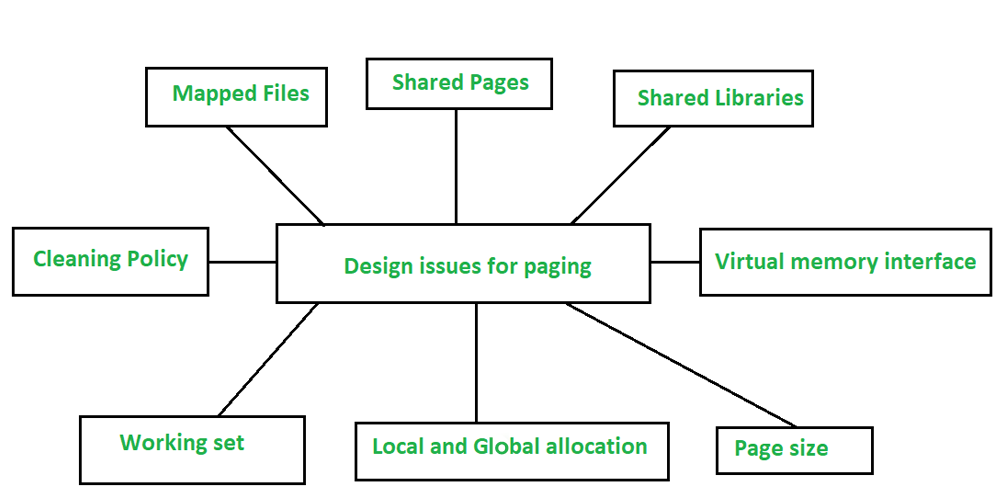 Mapped Files
Shared Pages
Shared Libraries
Cleaning Policy
Design issues for paging
Virtual memory interface
Working set
Local and Global allocation
Page size